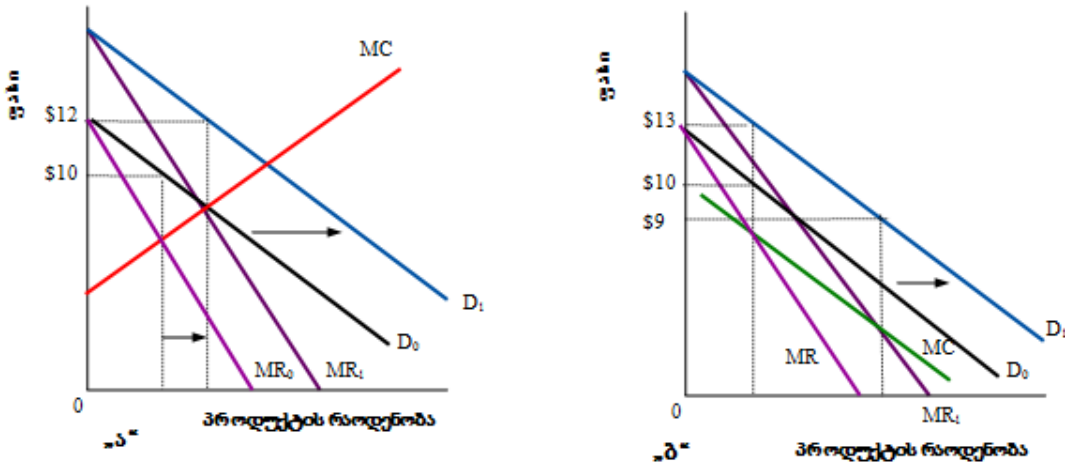 ფასი
$12
$10
MC
D₁
D₀
MR₀
MR₁
0
პროდუქტის რაოდენობა
„ა“
ფასი
$13
$10
$9
D₁
MC
D₀
MR
MR₁
0
პროდუქტის რაოდენობა
„ბ“